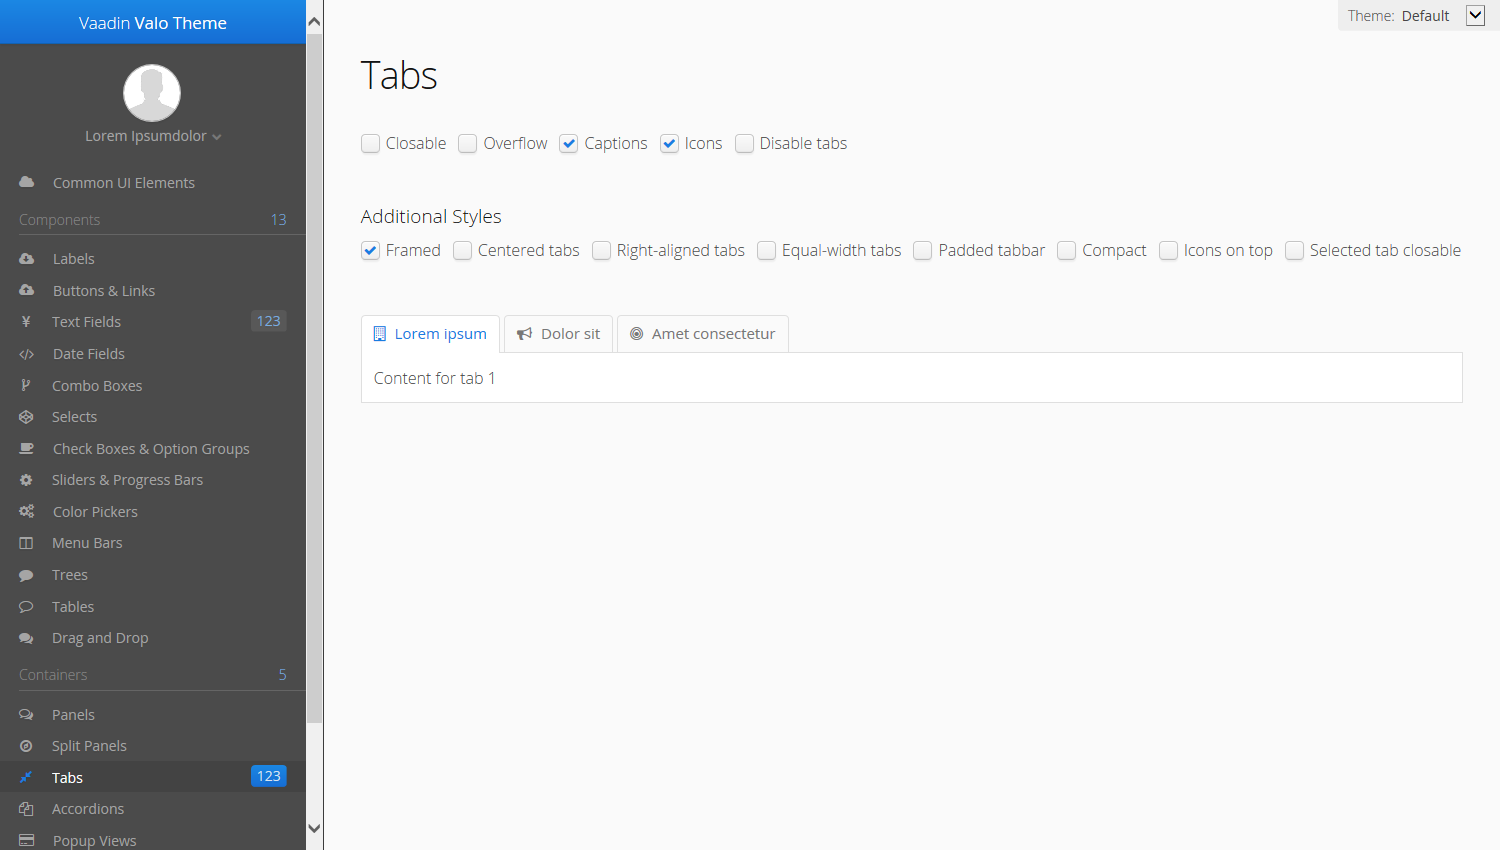 Vaadin Valo Theme
Lorem Ipsumdolor
Common UI Elements
Components 13
Labels
Buttons & Links
Text Fields 123
Date Fields
Combo Boxes
Selects
Check Boxes & Option Groups
Sliders & Progress Bars
Color Pickers
Menu Bars
Trees
Tables
Drag and Drop
Containers 5
Panels
Split Panels
Tabs 123
Accordions
Popup Views
Theme: Default
Tabs
Closable Overflow Captions Icons Disable tabs
Additional Styles
Framed Centered tabs Right-aligned tabs Equal-width tabs Padded tabbar Compact Icons on top Selected tab closable
Lorem ipsum Dolor sit Amet consectetur
Content for tab 1